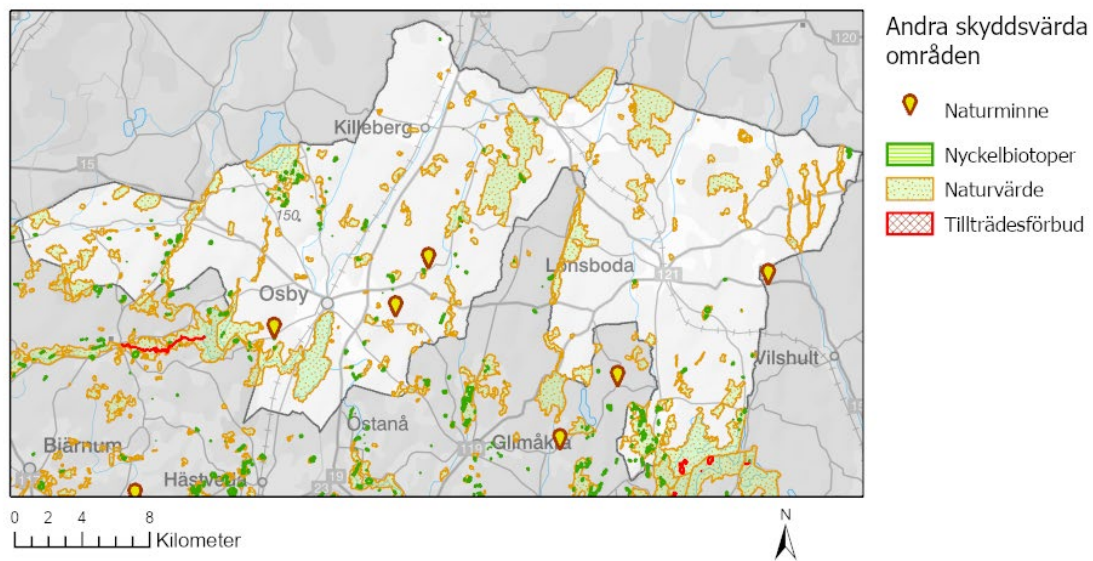 Andra skyddsvärda
områden
Naturminne
Nyckelbiotoper
Naturvärde
Tillträdesförbud
120
Killeberg
15
150
Lönsboda
121
Osby
Vilshult
Östanå
Glimåkra
Bjärnum
119
Hästveda
19
23
0 2 4 8
Kilometer
N